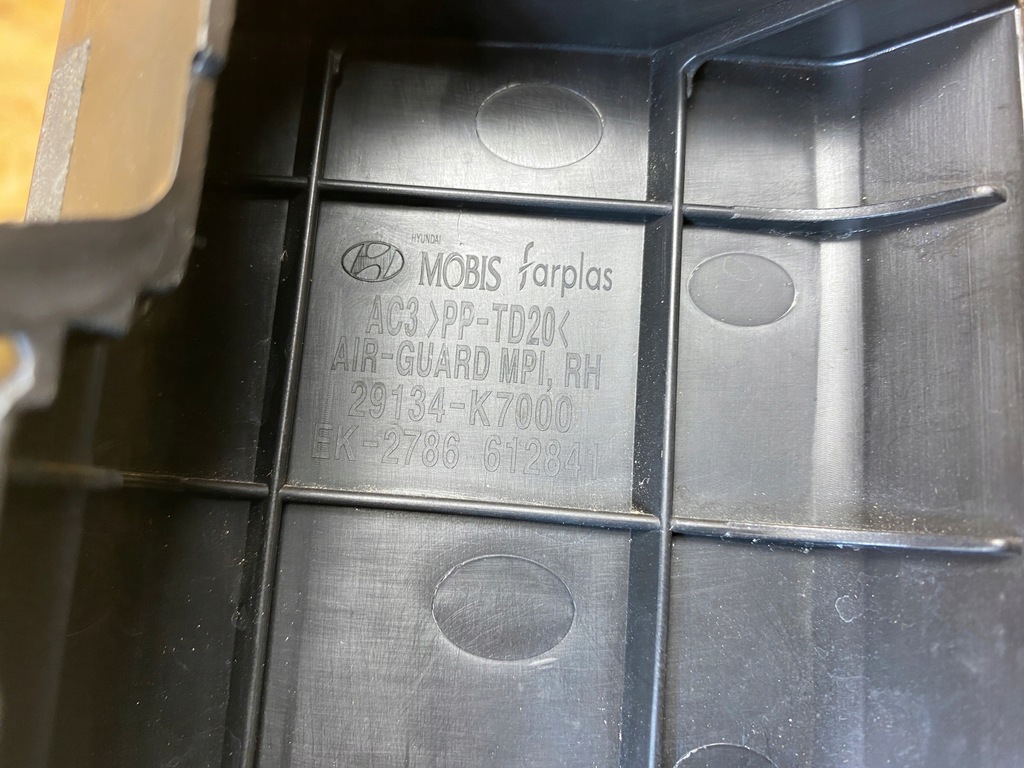 HYUNDAI
MOBIS farplas
AC3 >PP-TD20<
AIR-GUARD MPI, RH
29134-K7000
EK-2786 612841